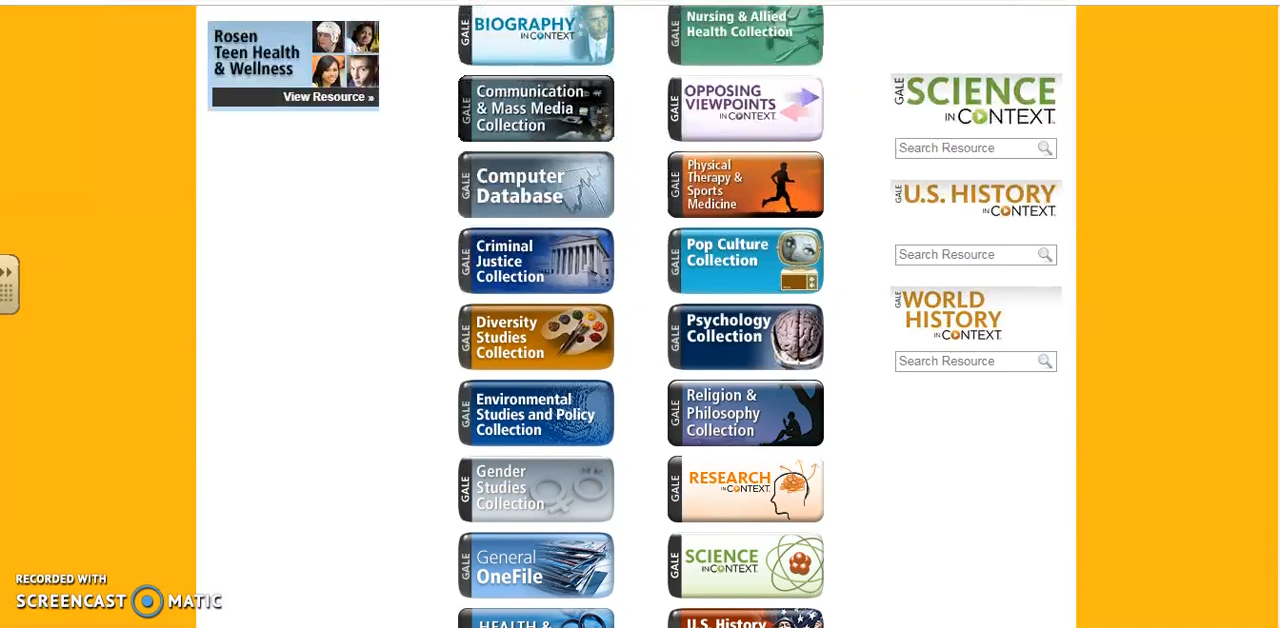 Rosen
Teen Health
& Wellness
View Resource »
GALE
BIOGRAPHY
IN CONTEXT
GALE
Communication
& Mass Media
Collection
GALE
Computer
Database
GALE
Criminal
Justice
Collection
GALE
Diversity
Studies
Collection
GALE
Environmental
Studies and Policy
Collection
GALE
Gender
Studies
Collection
GALE
General
OneFile
HEALTH &
GALE
Nursing & Allied
Health Collection
GALE
OPPOSING
VIEWPOINTS
IN CONTEXT
GALE
Physical
Therapy &
Sports
Medicine
GALE
Pop Culture
Collection
GALE
Psychology
Collection
GALE
Religion &
Philosophy
Collection
GALE
RESEARCH
IN CONTEXT
GALE
SCIENCE
IN CONTEXT
U.S. History
GALE
SCIENCE
IN CONTEXT
Search Resource
GALE
U.S. HISTORY
IN CONTEXT
Search Resource
GALE
WORLD
HISTORY
IN CONTEXT
Search Resource
RECORDED WITH
SCREENCAST MATIC